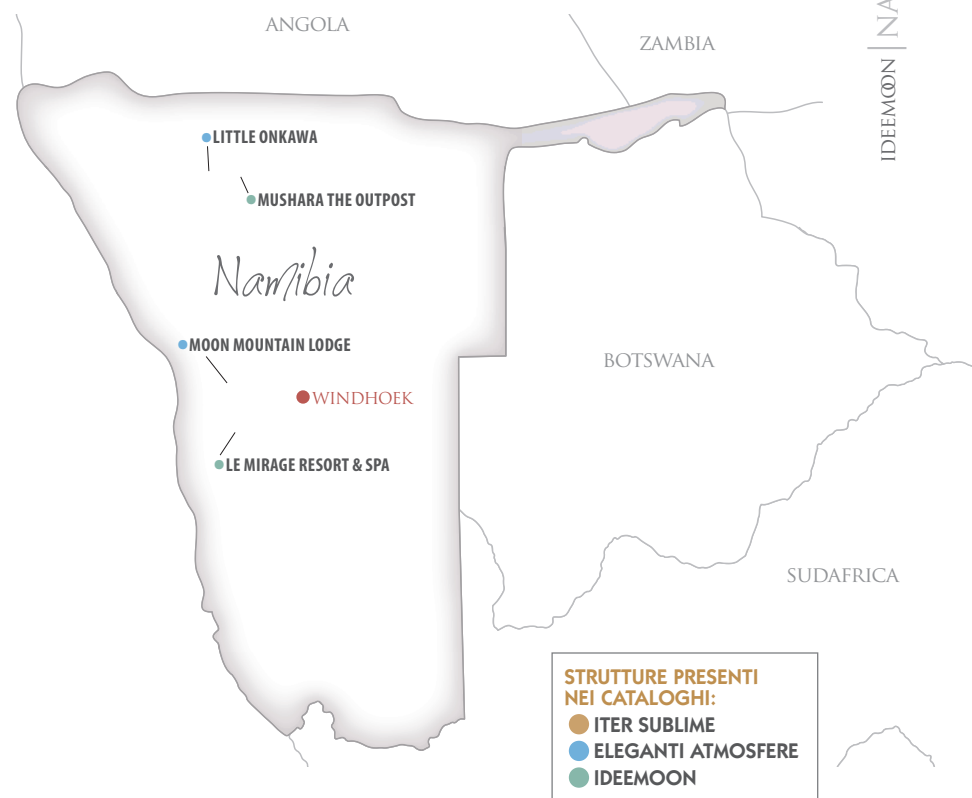 ANGOLA
ZAMBIA
IDEEMOON | NA
LITTLE ONKAWA
MUSHARA THE OUTPOST
Namibia
MOON MOUNTAIN LODGE
BOTSWANA
WINDHOEK
LE MIRAGE RESORT & SPA
SUDAFRICA
STRUTTURE PRESENTI
NEI CATALOGHI:
ITER SUBLIME
ELEGANTI ATMOSFERE
IDEEMOON